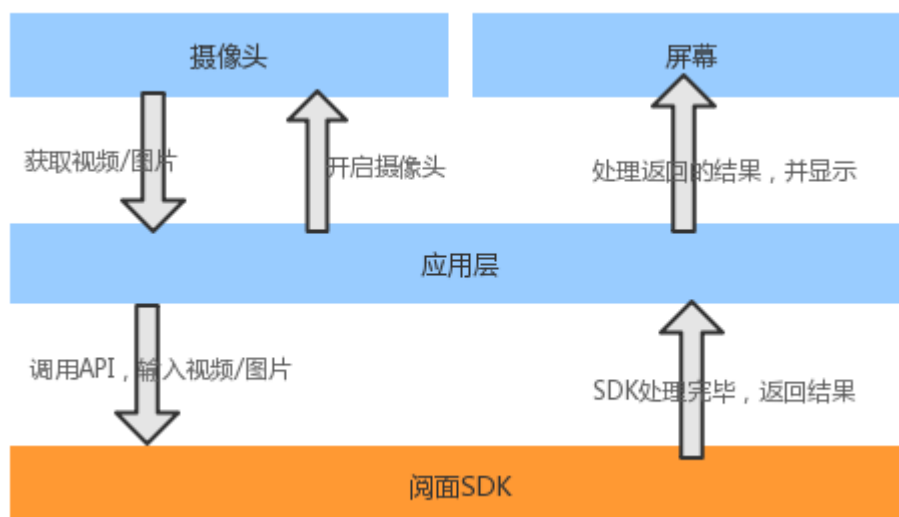 摄像头
屏幕
获取视频/图片
开启摄像头
处理返回的结果，并显示
应用层
调用API，输入视频/图片
SDK处理完毕，返回结果
阅面SDK